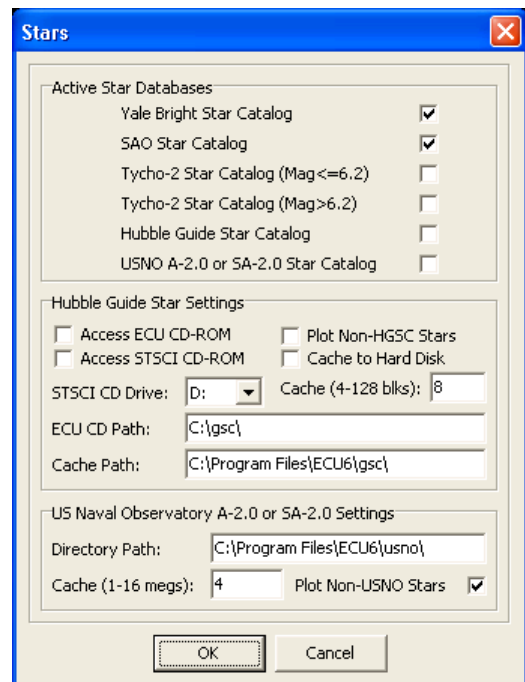 Stars
Active Star Databases
Yale Bright Star Catalog
SAO Star Catalog
Tycho-2 Star Catalog (Mag<=6.2)
Tycho-2 Star Catalog (Mag>6.2)
Hubble Guide Star Catalog
USNO A-2.0 or SA-2.0 Star Catalog
Hubble Guide Star Settings
Access ECU CD-ROM Plot Non-HGSC Stars
Access STSCI CD-ROM Cache to Hard Disk
STSCI CD Drive: D: Cache (4-128 blks): 8
ECU CD Path: C:\gsc\
Cache Path: C:\Program Files\ECU6\gsc\
US Naval Observatory A-2.0 or SA-2.0 Settings
Directory Path: C:\Program Files\ECU6\usno\
Cache (1-16 megs): 4 Plot Non-USNO Stars
OK Cancel